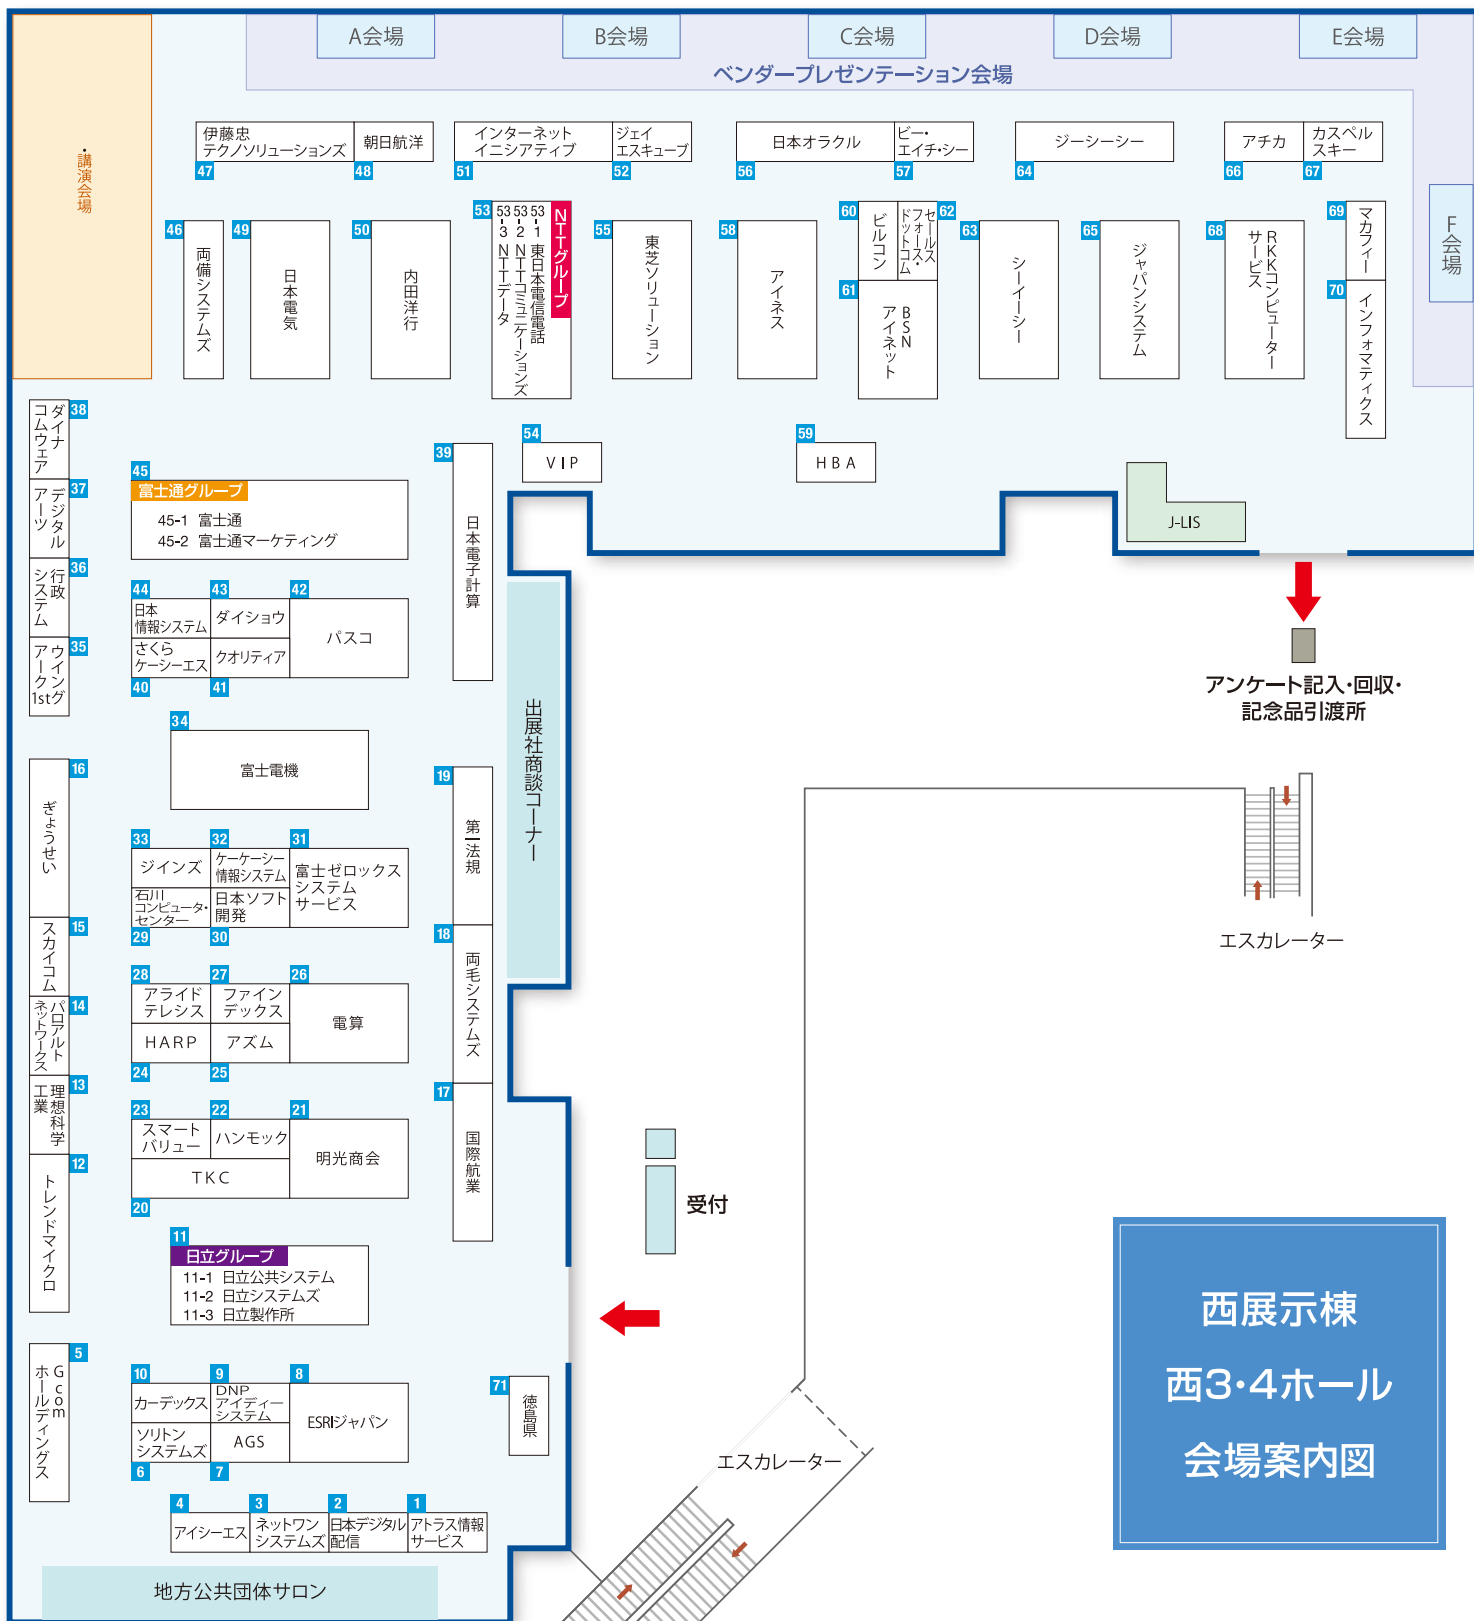 A会場
B会場
C会場
D会場
E会場
ベンダープレゼンテーション会場
F会場
・講演会場
伊藤忠
テクノソリューションズ
47
朝日航洋
48
インターネット
イニシアティブ
51
ジェイ
エスキューブ
52
日本オラクル
56
ビー・
エイチ・シー
57
ジーシーシー
64
アチカ
66
カスペル
スキー
67
46
両備システムズ
49
日本電気
50
内田洋行
53
NTTグループ
53-1 東日本電信電話
53-2 NTTコミュニケーションズ
53-3 NTTデータ
55
東芝ソリューション
58
アイネス
60
ビルコン
62
セールス
フォース・
ドットコム
61
BSN
アイネット
63
シーイーシー
65
ジャパンシステム
68
RKKコンピューター
サービス
69
マカフィー
70
インフォマティクス
38
ダイナ
コムウェア
37
デジタル
アーツ
36
行政
システム
35
ウイング
アーク
1st
45
富士通グループ
45-1 富士通
45-2 富士通マーケティング
39
日本電子計算
54
VIP
59
HBA
J-LIS
44
日本
情報システム
43
ダイショウ
42
パスコ
さくら
ケーシーエス
40
クオリティア
41
34
富士電機
出展社商談コーナー
アンケート記入・回収・
記念品引渡所
エスカレーター
16
ぎょうせい
15
スカイコム
14
パロアルト
ネットワークス
13
理想科学
工業
12
トレンドマイクロ
19
第一法規
18
両毛システムズ
17
国際航業
33
ジインズ
32
ケーケーシー
情報システム
31
富士ゼロックス
システム
サービス
石川
コンピュータ・
センター
29
日本ソフト
開発
30
28
アライド
テレシス
27
ファイン
デックス
26
電算
HARP
24
アズム
25
23
スマート
バリュー
22
ハンモック
21
明光商会
TKC
20
受付
11
日立グループ
11-1 日立公共システム
11-2 日立システムズ
11-3 日立製作所
5
Gcom
ホールディングス
10
カーデックス
9
DNP
アイディー
システム
8
ESRIジャパン
ソリトン
システムズ
6
AGS
7
71
徳島県
4
アイシーエス
3
ネットワン
システムズ
2
日本デジタル
配信
1
アトラス情報
サービス
地方公共団体サロン
エスカレーター
西展示棟
西3・4ホール
会場案内図